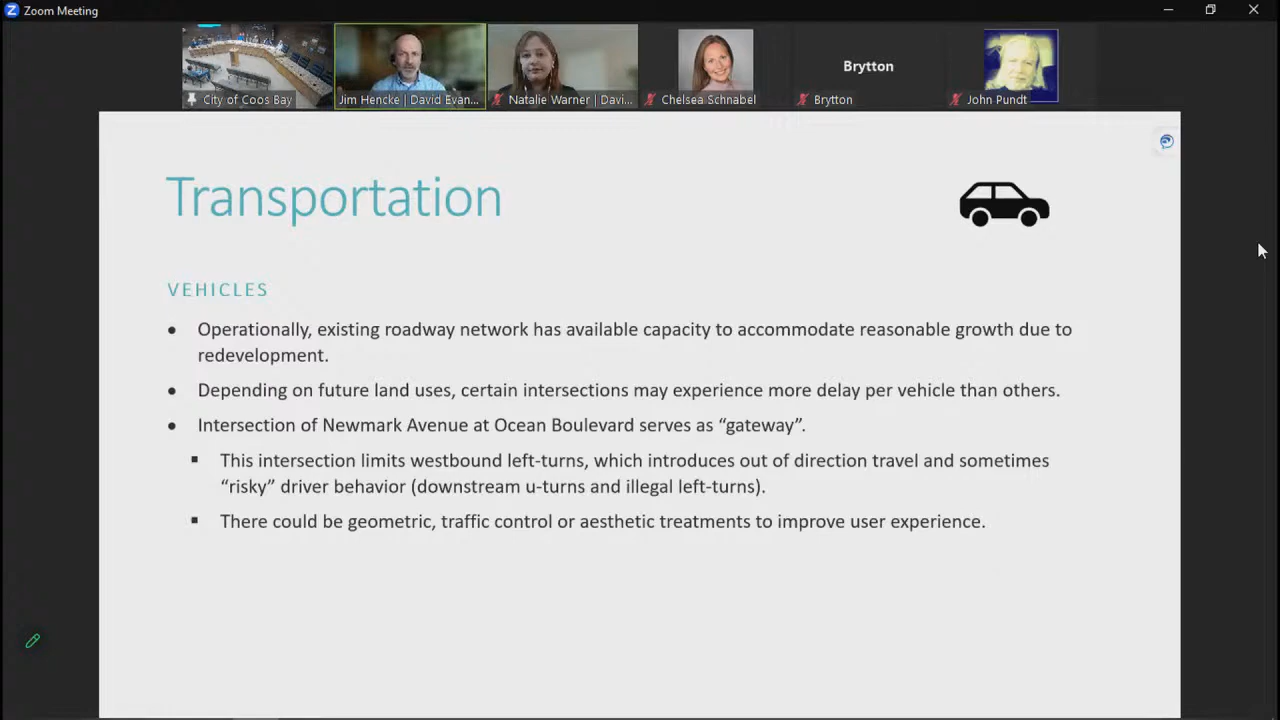 Zoom Meeting
City of Coos Bay
Jim Hencke | David Evan...
Natalie Warner | Davi...
Chelsea Schnabel
Brytton
Brytton
John Pundt
Transportation
VEHICLES
• Operationally, existing roadway network has available capacity to accommodate reasonable growth due to
redevelopment.
• Depending on future land uses, certain intersections may experience more delay per vehicle than others.
• Intersection of Newmark Avenue at Ocean Boulevard serves as “gateway”.
▪ This intersection limits westbound left-turns, which introduces out of direction travel and sometimes
“risky” driver behavior (downstream u-turns and illegal left-turns).
▪ There could be geometric, traffic control or aesthetic treatments to improve user experience.